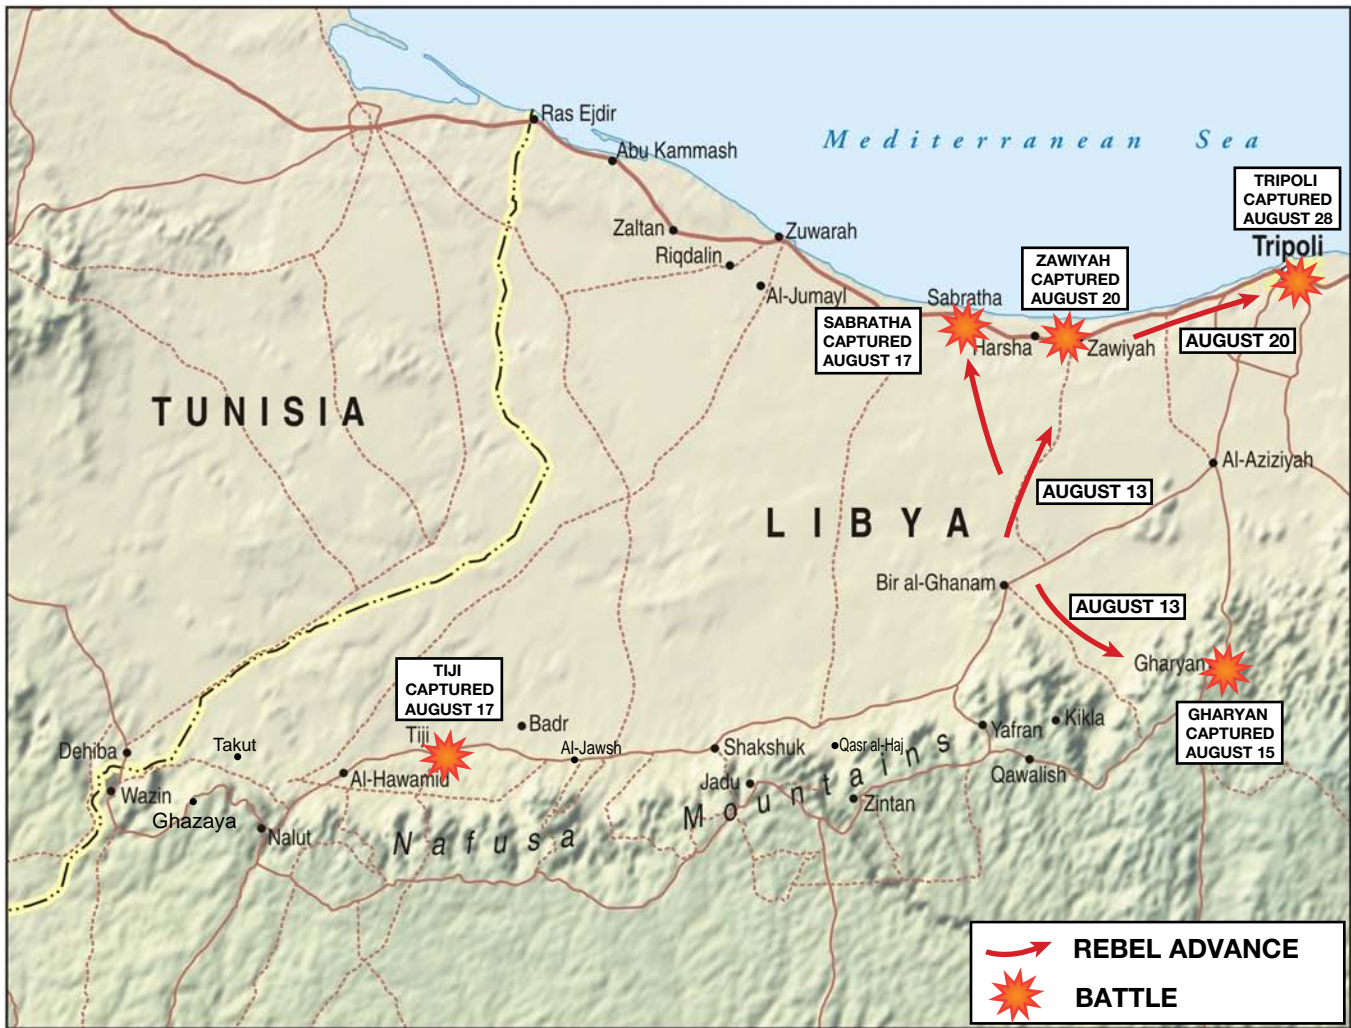 Ras Ejdir
Abu Kammash
Mediterranean Sea
TRIPOLI
CAPTURED
AUGUST 28
Tripoli
Zaltan
Zuwarah
Riqdalin
Al-Jumayl
ZAWIYAH
CAPTURED
AUGUST 20
Sabratha
SABRATHA
CAPTURED
AUGUST 17
Harsha
Zawiyah
AUGUST 20
TUNISIA
Al-Aziziyah
AUGUST 13
LIBYA
Bir al-Ghanam
AUGUST 13
Gharyan
TIJI
CAPTURED
AUGUST 17
GHARYAN
CAPTURED
AUGUST 15
Tiji
Badr
Yafran
Kikla
Dehiba
Takut
Al-Jawsh
Shakshuk
Qasr al-Haj
Qawalish
Al-Hawamid
Jadu
Wazin
Ghazaya
Zintan
Nalut
Nafusa Mountains
REBEL ADVANCE
BATTLE